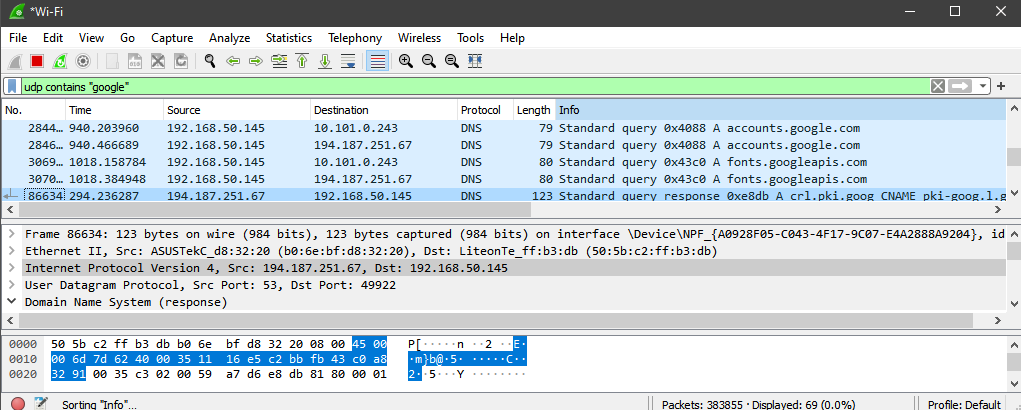 *Wi-Fi
File Edit View Go Capture Analyze Statistics Telephony Wireless Tools Help
udp contains "google"
No. Time Source Destination Protocol Length Info
2844… 940.203960 192.168.50.145 10.101.0.243 DNS 79 Standard query 0x4088 A accounts.google.com
2846… 940.466689 192.168.50.145 194.187.251.67 DNS 79 Standard query 0x4088 A accounts.google.com
3069… 1018.158784 192.168.50.145 10.101.0.243 DNS 80 Standard query 0x43c0 A fonts.googleapis.com
3070… 1018.384948 192.168.50.145 194.187.251.67 DNS 80 Standard query 0x43c0 A fonts.googleapis.com
86634 294.236287 194.187.251.67 192.168.50.145 DNS 123 Standard query response 0xe8db A crl.pki.goog CNAME pki-goog.l.g
Frame 86634: 123 bytes on wire (984 bits), 123 bytes captured (984 bits) on interface \Device\NPF_{A0928F05-C043-4F17-9C07-E4A2888A9204}, id
Ethernet II, Src: ASUSTekC_d8:32:20 (b0:6e:bf:d8:32:20), Dst: LiteonTe_ff:b3:db (50:5b:c2:ff:b3:db)
Internet Protocol Version 4, Src: 194.187.251.67, Dst: 192.168.50.145
User Datagram Protocol, Src Port: 53, Dst Port: 49922
Domain Name System (response)
0000 50 5b c2 ff b3 db b0 6e bf d8 32 20 08 00 45 00 P[·····n ··2 ··E·
0010 00 6d 7d 62 40 00 35 11 16 e5 c2 bb fb 43 c0 a8 ·m}b@·5· ·····C··
0020 32 91 00 35 c3 02 00 59 a7 d6 e8 db 81 80 00 01 2··5···Y ········
Sorting "Info"… Packets: 383855 · Displayed: 69 (0.0%) Profile: Default